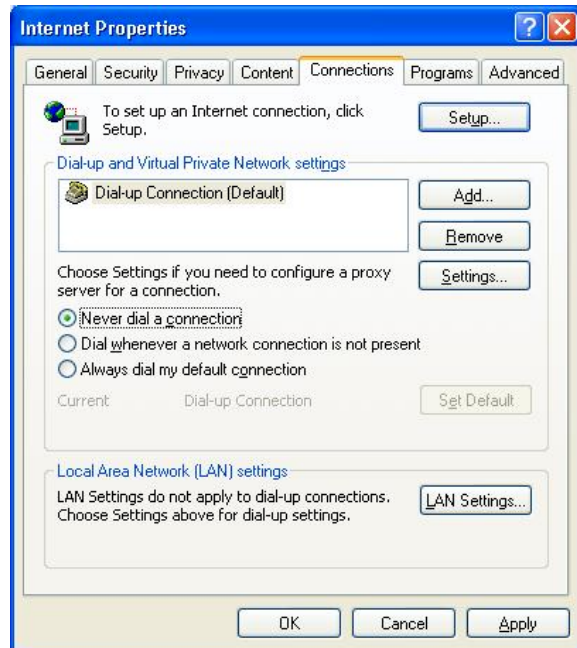 Internet Properties
General Security Privacy Content Connections Programs Advanced
To set up an Internet connection, click
Setup.
Setup...
Dial-up and Virtual Private Network settings
Dial-up Connection (Default)
Add...
Remove
Choose Settings if you need to configure a proxy
server for a connection.
Settings...
Never dial a connection
Dial whenever a network connection is not present
Always dial my default connection
Current Dial-up Connection Set Default
Local Area Network (LAN) settings
LAN Settings do not apply to dial-up connections.
Choose Settings above for dial-up settings.
LAN Settings...
OK Cancel Apply